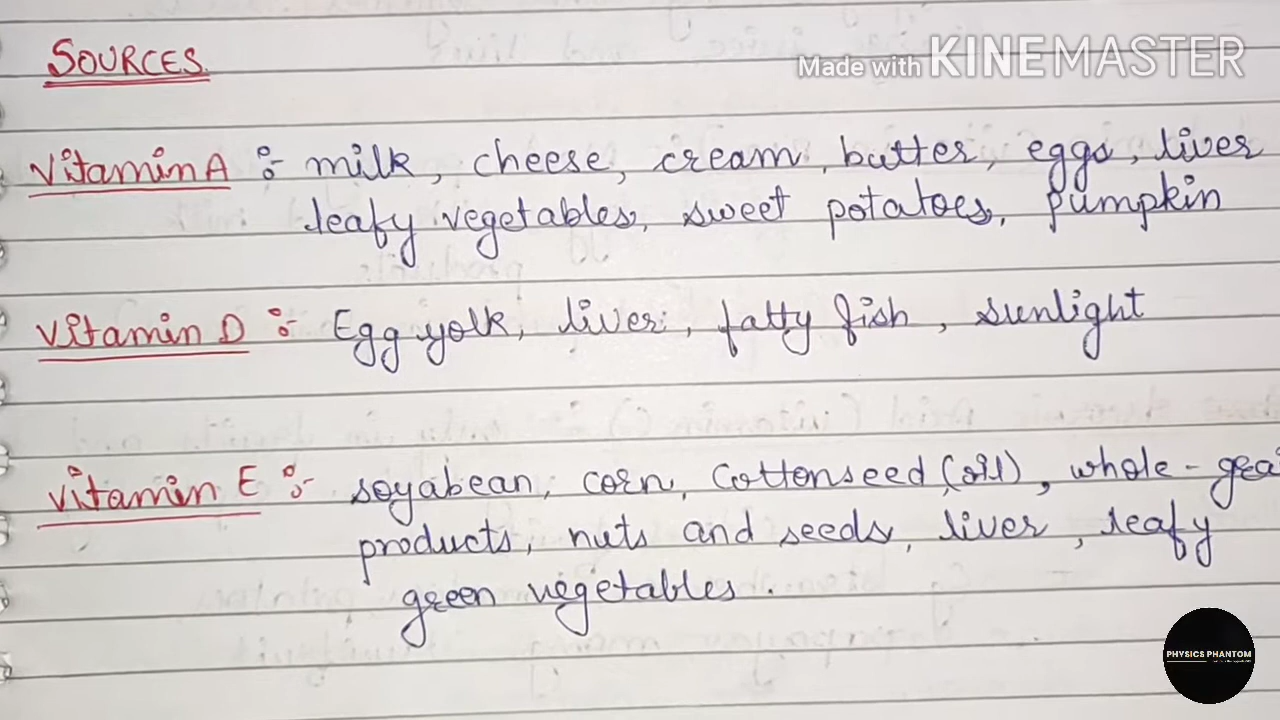 SOURCES.
Made with KINEMASTER
Vitamin A :- milk, cheese, cream, butter, eggs, liver
leafy vegetables, sweet potatoes, pumpkin
Vitamin D :- Egg yolk, liver, fatty fish, sunlight
Vitamin E :- soyabean, corn, cottonseed (oil), whole-grai
products, nuts and seeds, liver, leafy
green vegetables.
PHYSICS PHANTOM